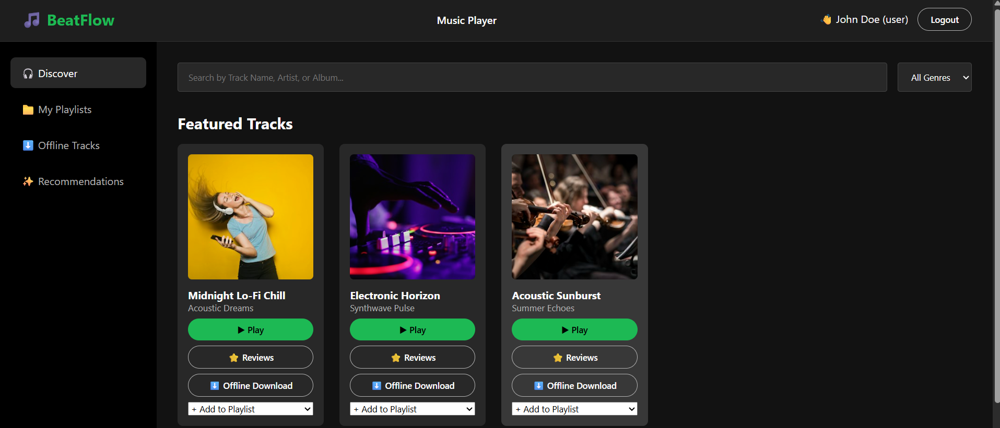 BeatFlow
Music Player
John Doe (user)
Logout
Discover
My Playlists
Offline Tracks
Recommendations
Search by Track Name, Artist, or Album...
All Genres
Featured Tracks
Midnight Lo-Fi Chill
Acoustic Dreams
Play
Reviews
Offline Download
+ Add to Playlist
Electronic Horizon
Synthwave Pulse
Play
Reviews
Offline Download
+ Add to Playlist
Acoustic Sunburst
Summer Echoes
Play
Reviews
Offline Download
+ Add to Playlist